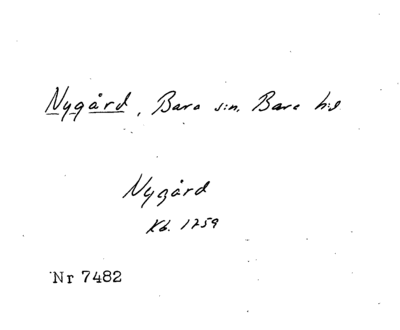 Nygård, Bara sn, Bara hd
Nygård
Kb. 1759
Nr 7482